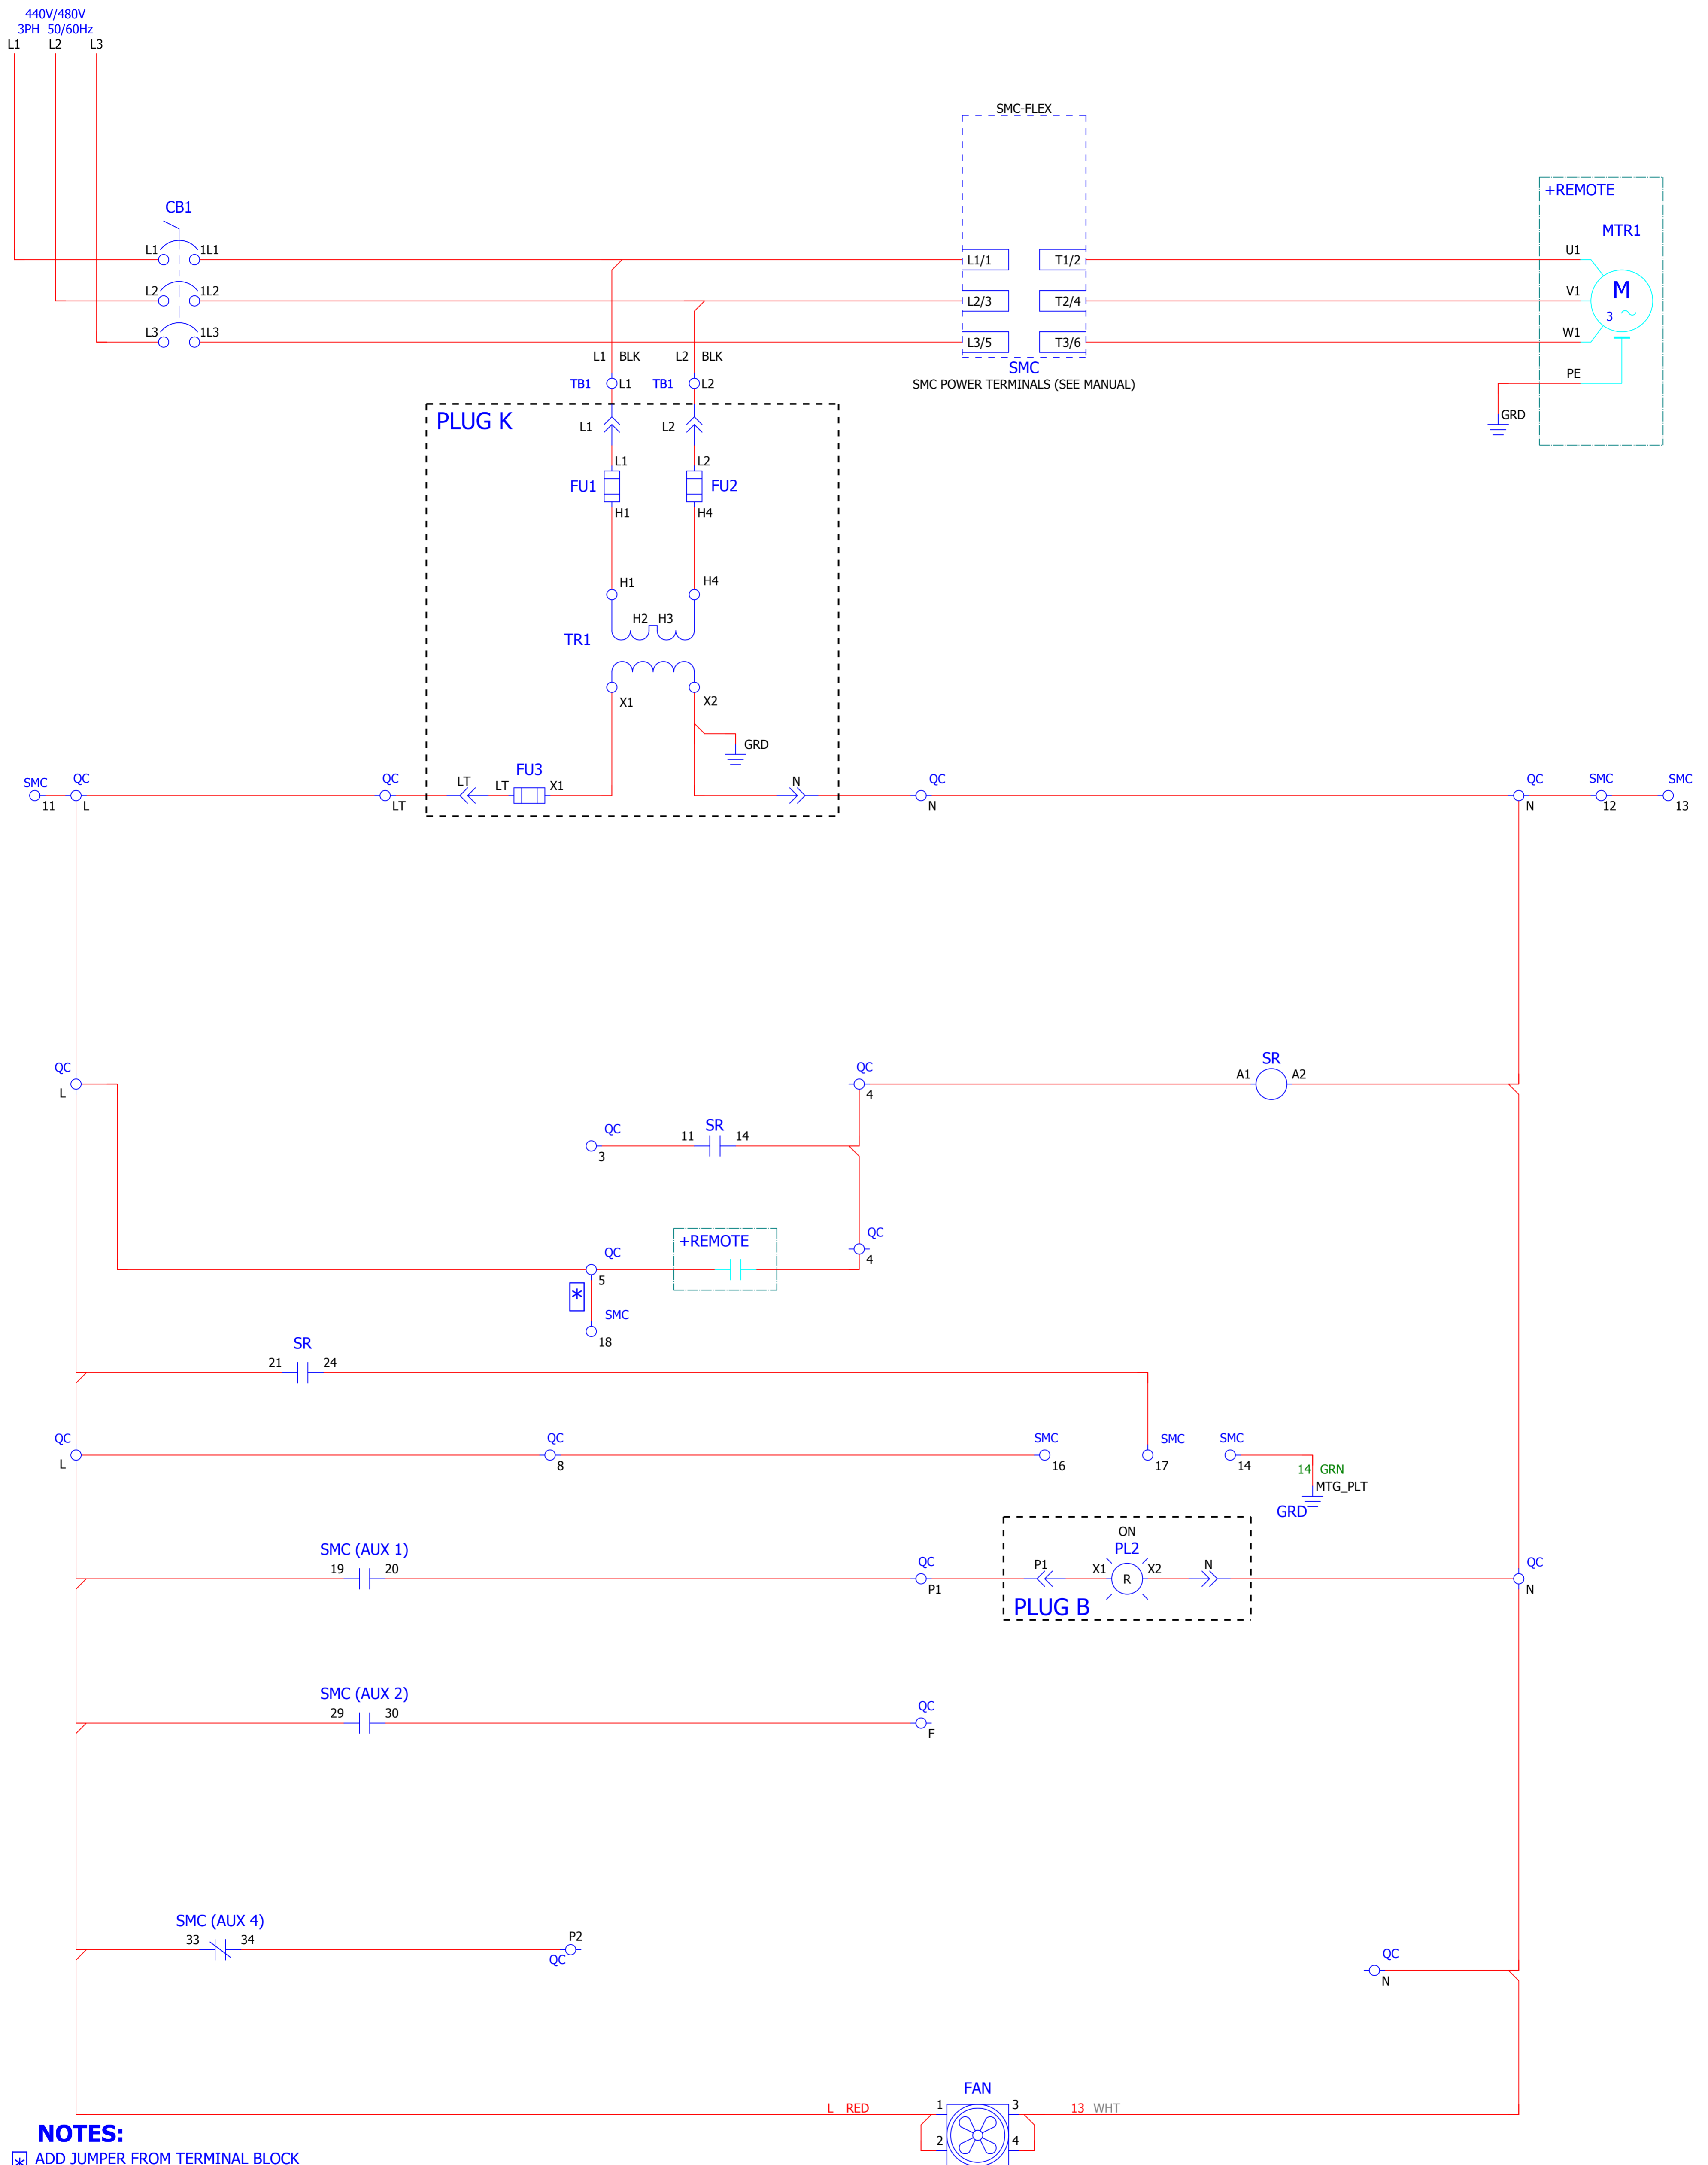 440V/480V
3PH 50/60Hz
L1 L2 L3
SMC-FLEX
+REMOTE
CB1
MTR1
L1 1L1
L1/1 T1/2
U1
L2 1L2
L2/3 T2/4
V1
M
3
L3 1L3
L3/5 T3/6
W1
L1 BLK L2 BLK
SMC
SMC POWER TERMINALS (SEE MANUAL)
PE
TB1 L1 TB1 L2
GRD
PLUG K
L1 L2
L1 L2
FU1 FU2
H1 H4
H1 H4
H2 H3
TR1
X1 X2
GRD
FU3
SMC QC QC LT LT X1 N QC QC SMC SMC
11 L LT N N 12 13
QC QC SR
L 4 A1 A2
QC SR
3 11 14
QC
4
+REMOTE
QC
5
*
SMC
18
SR
21 24
QC QC SMC SMC SMC
L 8 16 17 14
14 GRN
MTG_PLT
GRD
ON
PL2
SMC (AUX 1)
19 20
QC
P1
P1 X1 R X2 N
QC
N
PLUG B
SMC (AUX 2)
29 30
QC
F
SMC (AUX 4)
33 34
P2
QC
QC
N
FAN
L RED 1 3 13 WHT
2 4
NOTES:
* ADD JUMPER FROM TERMINAL BLOCK